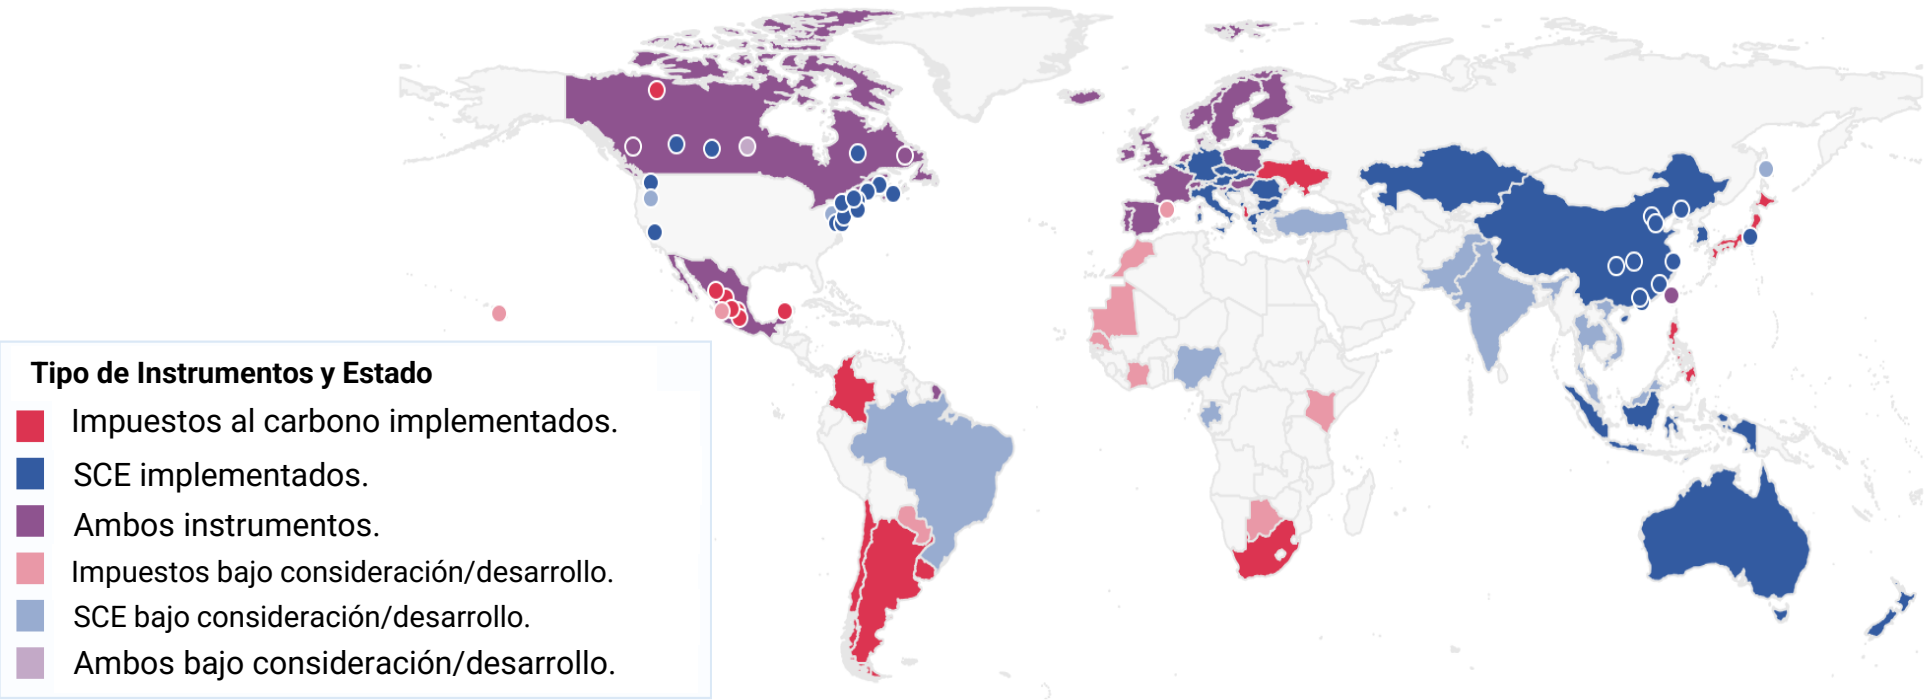 Tipo de Instrumentos y Estado
Impuestos al carbono implementados.
SCE implementados.
Ambos instrumentos.
Impuestos bajo consideración/desarrollo.
SCE bajo consideración/desarrollo.
Ambos bajo consideración/desarrollo.